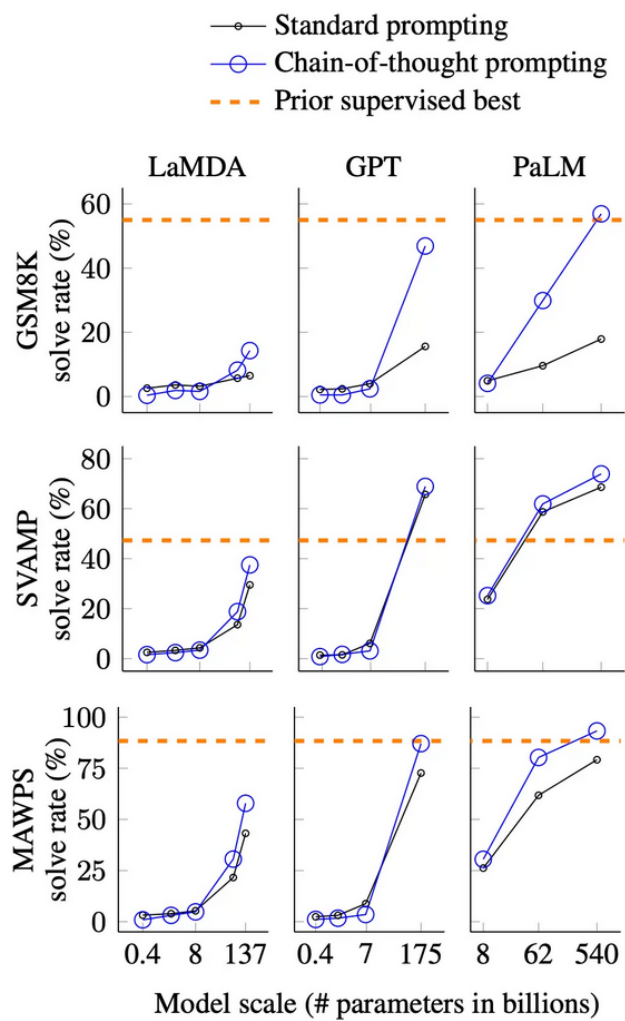 Standard prompting
Chain-of-thought prompting
Prior supervised best
LaMDA
GPT
PaLM
GSM8K
solve rate (%)
60
40
20
0
SVAMP
solve rate (%)
80
60
40
20
0
MAWPS
solve rate (%)
100
75
50
25
0
0.4 8 137
0.4 7 175
8 62 540
Model scale (# parameters in billions)